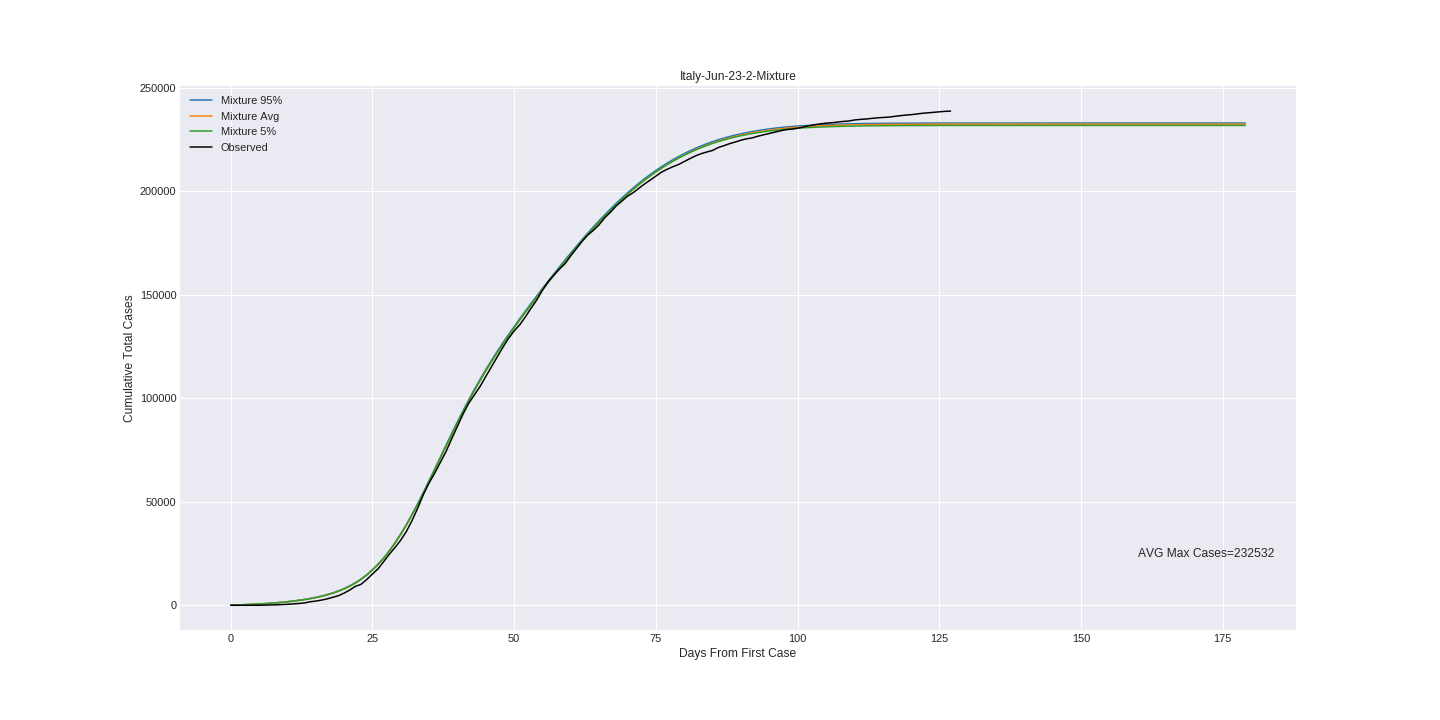 Italy-Jun-23-2-Mixture
Mixture 95%
Mixture Avg
Mixture 5%
Observed
Cumulative Total Cases
250000
200000
150000
100000
50000
0
AVG Max Cases=232532
0 25 50 75 100 125 150 175
Days From First Case